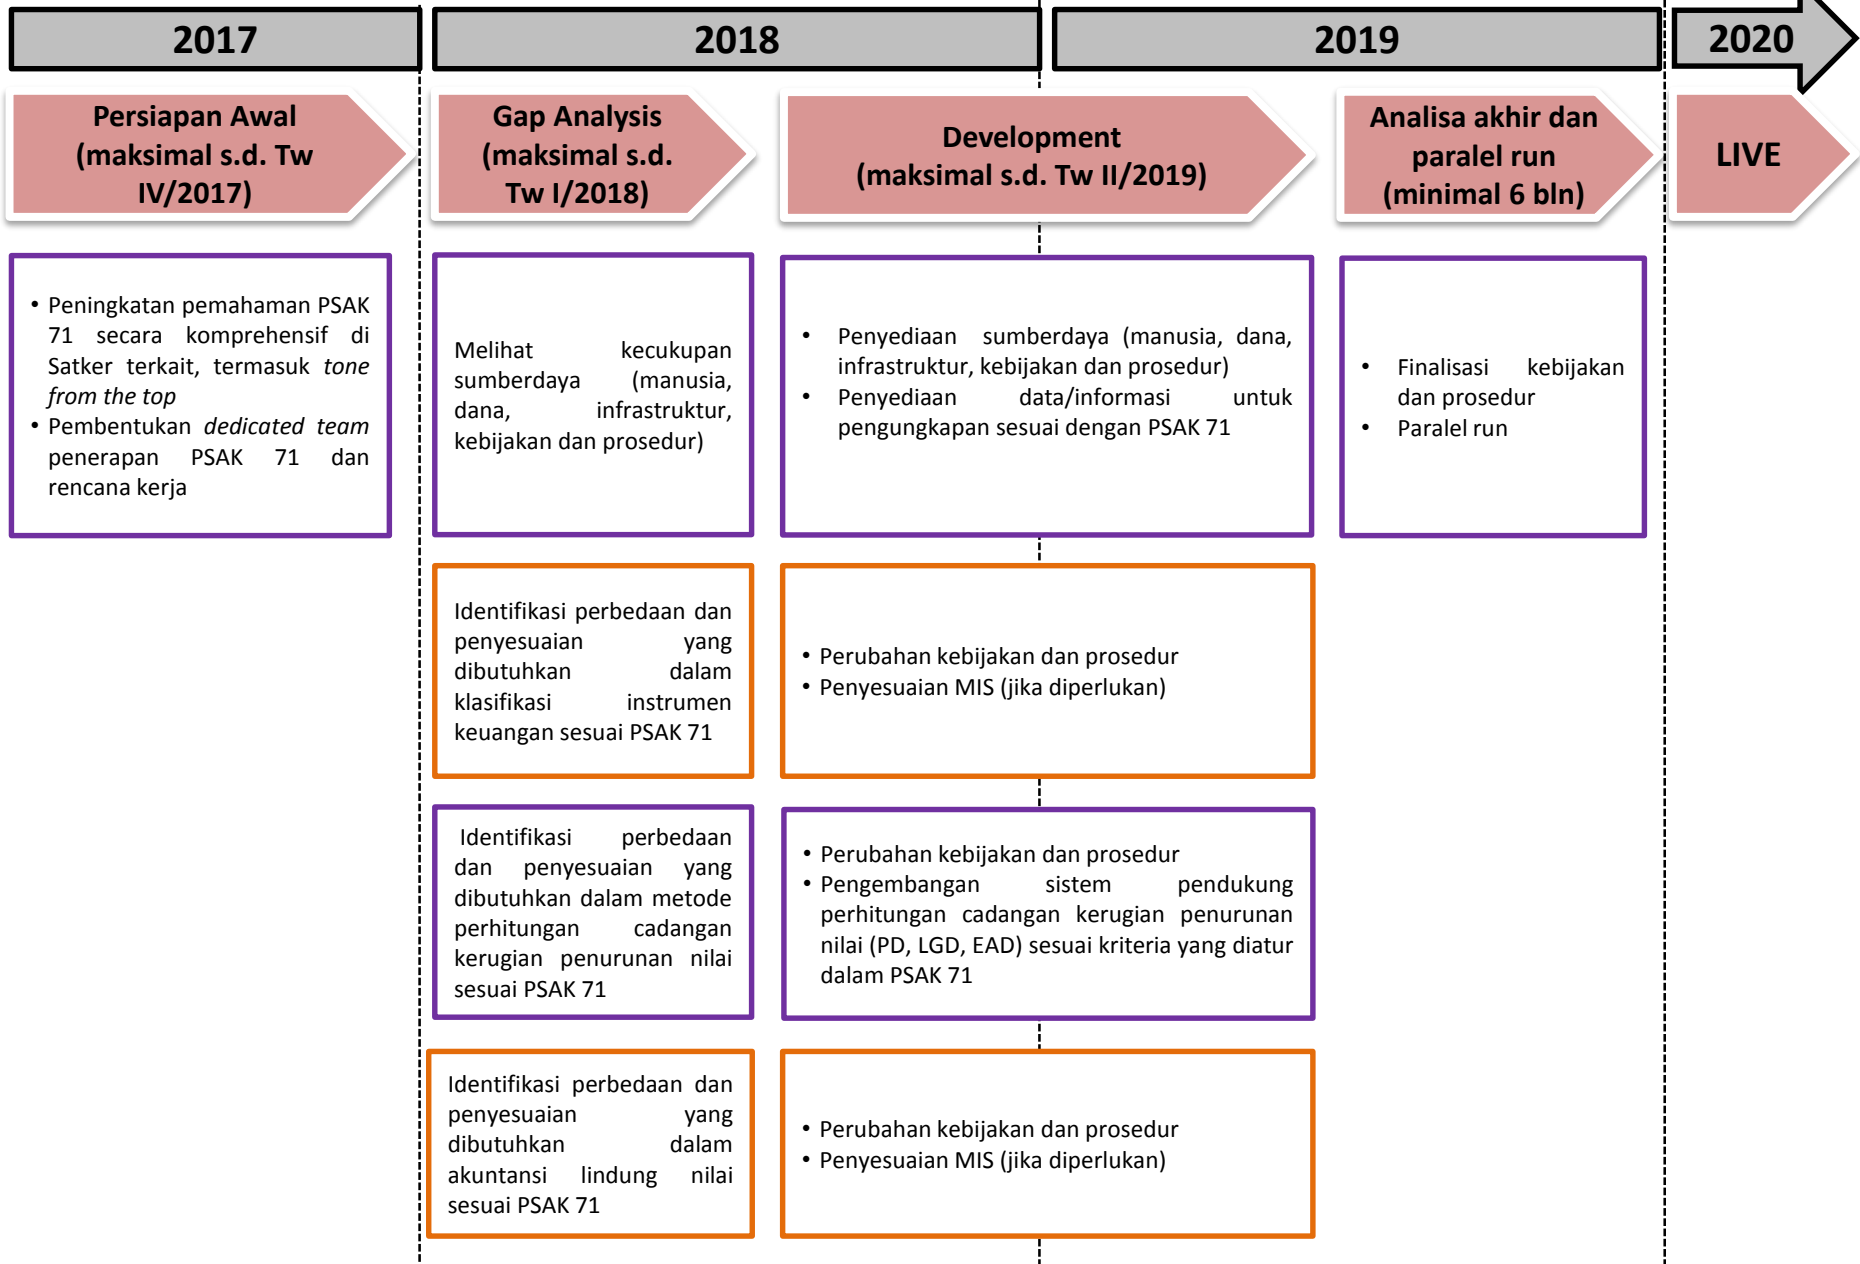 2017
2018
2019
2020
Persiapan Awal
(maksimal s.d. Tw
IV/2017)
Gap Analysis
(maksimal s.d.
Tw I/2018)
Development
(maksimal s.d. Tw II/2019)
Analisa akhir dan
paralel run
(minimal 6 bln)
LIVE
• Peningkatan pemahaman PSAK
71 secara komprehensif di
Satker terkait, termasuk tone
from the top
• Pembentukan dedicated team
penerapan PSAK 71 dan
rencana kerja
Melihat kecukupan
sumberdaya (manusia,
dana, infrastruktur,
kebijakan dan prosedur)
• Penyediaan sumberdaya (manusia, dana,
infrastruktur, kebijakan dan prosedur)
• Penyediaan data/informasi untuk
pengungkapan sesuai dengan PSAK 71
• Finalisasi kebijakan
dan prosedur
• Paralel run
Identifikasi perbedaan dan
penyesuaian yang
dibutuhkan dalam
klasifikasi instrumen
keuangan sesuai PSAK 71
• Perubahan kebijakan dan prosedur
• Penyesuaian MIS (jika diperlukan)
Identifikasi perbedaan
dan penyesuaian yang
dibutuhkan dalam metode
perhitungan cadangan
kerugian penurunan nilai
sesuai PSAK 71
• Perubahan kebijakan dan prosedur
• Pengembangan sistem pendukung
perhitungan cadangan kerugian penurunan
nilai (PD, LGD, EAD) sesuai kriteria yang diatur
dalam PSAK 71
Identifikasi perbedaan dan
penyesuaian yang
dibutuhkan dalam
akuntansi lindung nilai
sesuai PSAK 71
• Perubahan kebijakan dan prosedur
• Penyesuaian MIS (jika diperlukan)